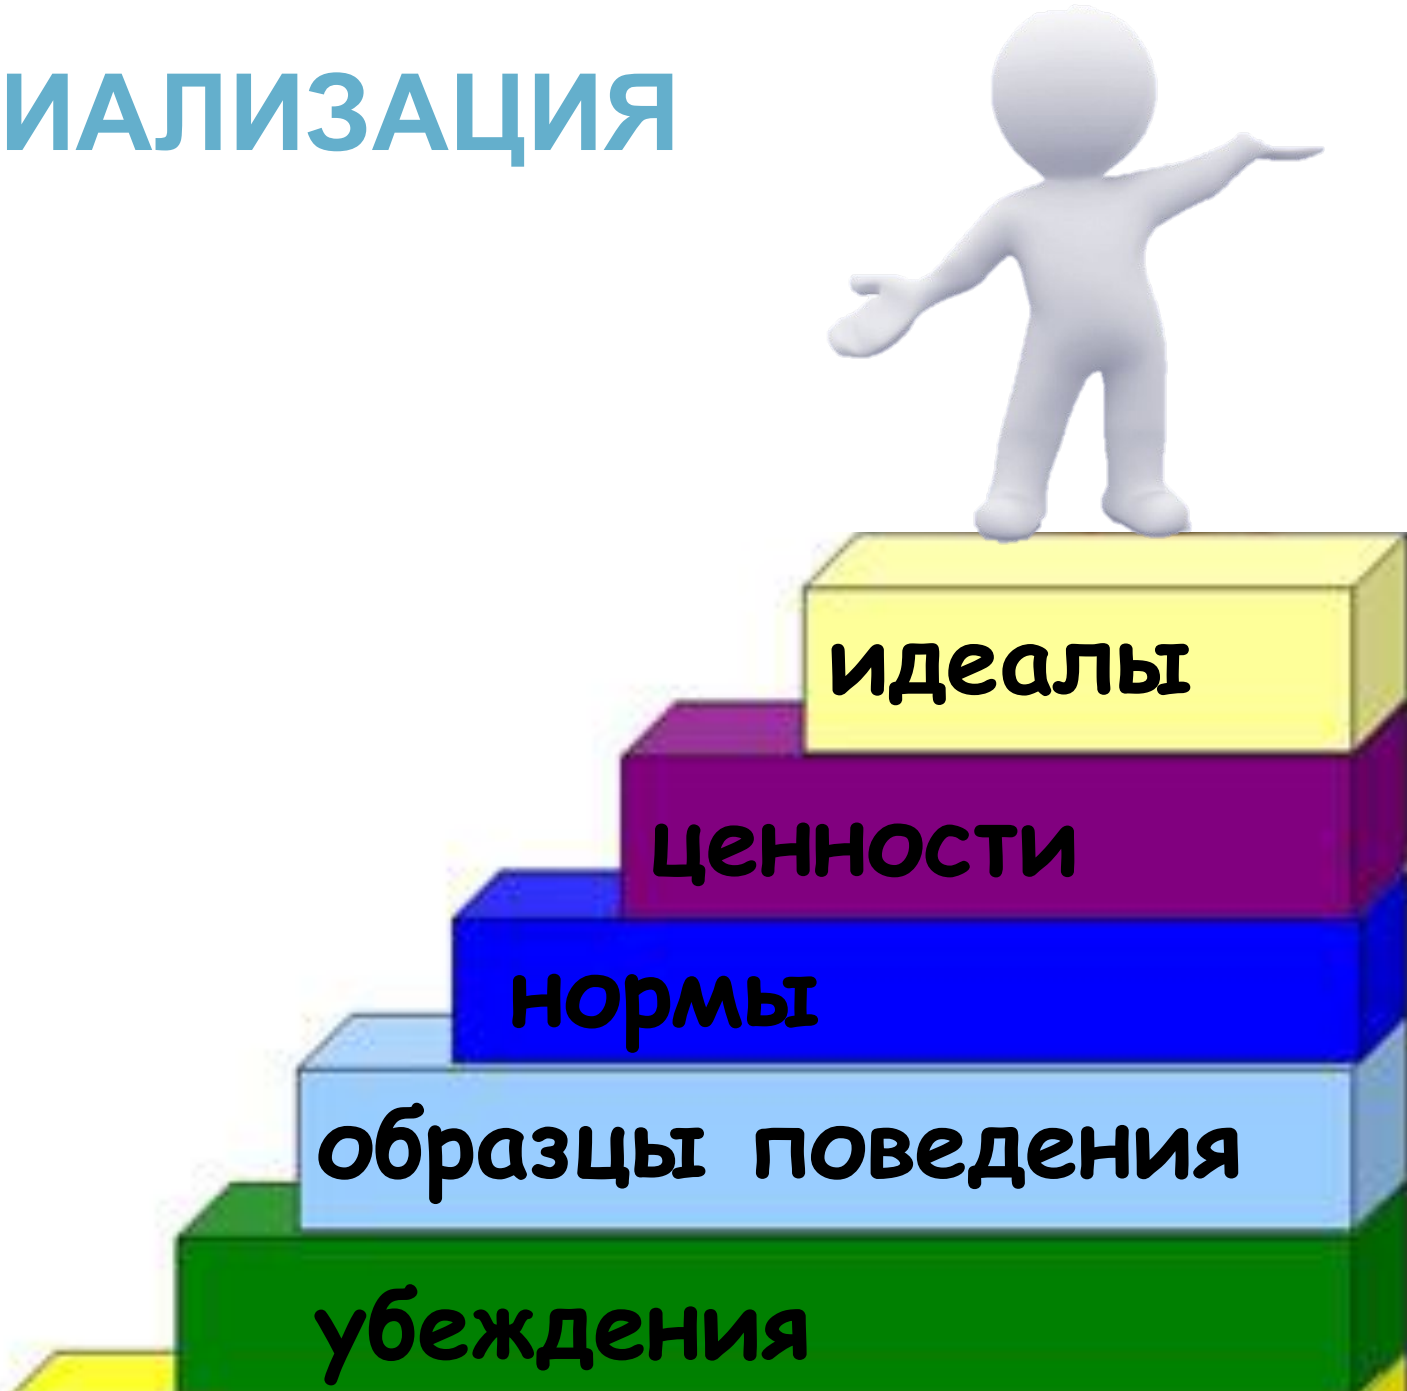 ИАЛИЗАЦИЯ
идеалы
ценности
нормы
образцы поведения
убеждения